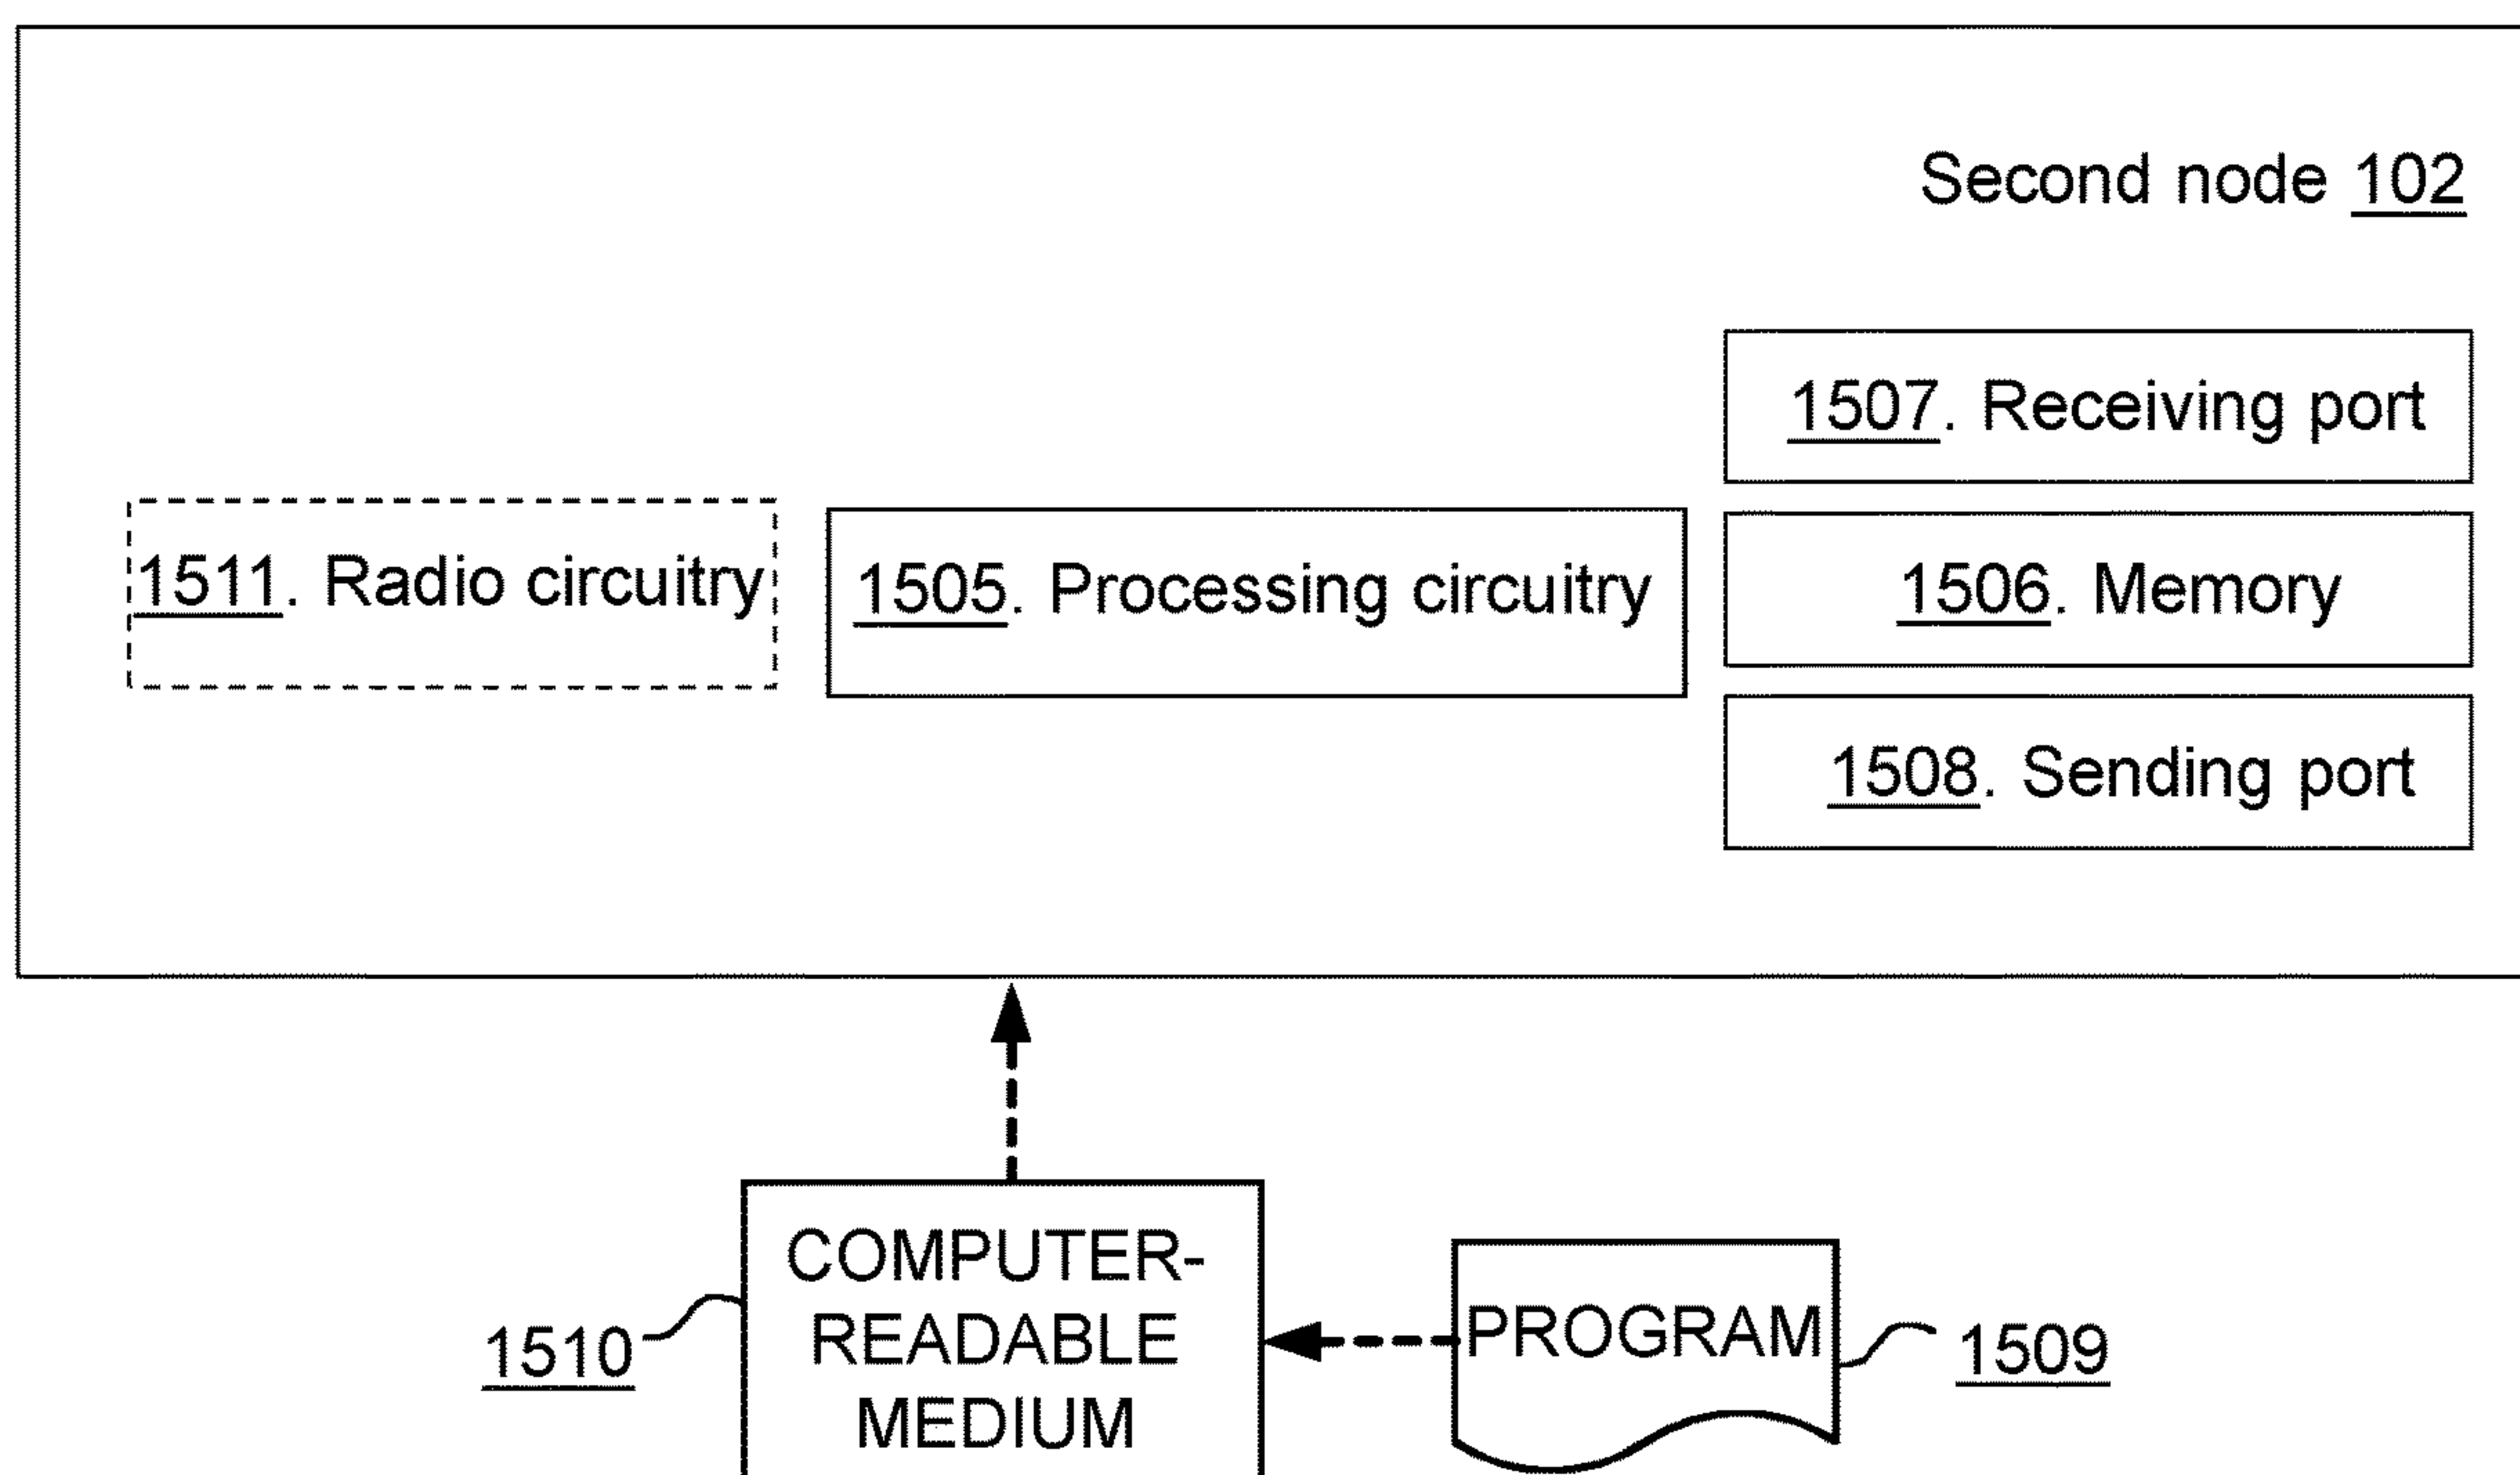 Second node 102
1507. Receiving port
1511. Radio circuitry
1505. Processing circuitry
1506. Memory
1508. Sending port
COMPUTER-
READABLE
MEDIUM
1510
PROGRAM
1509